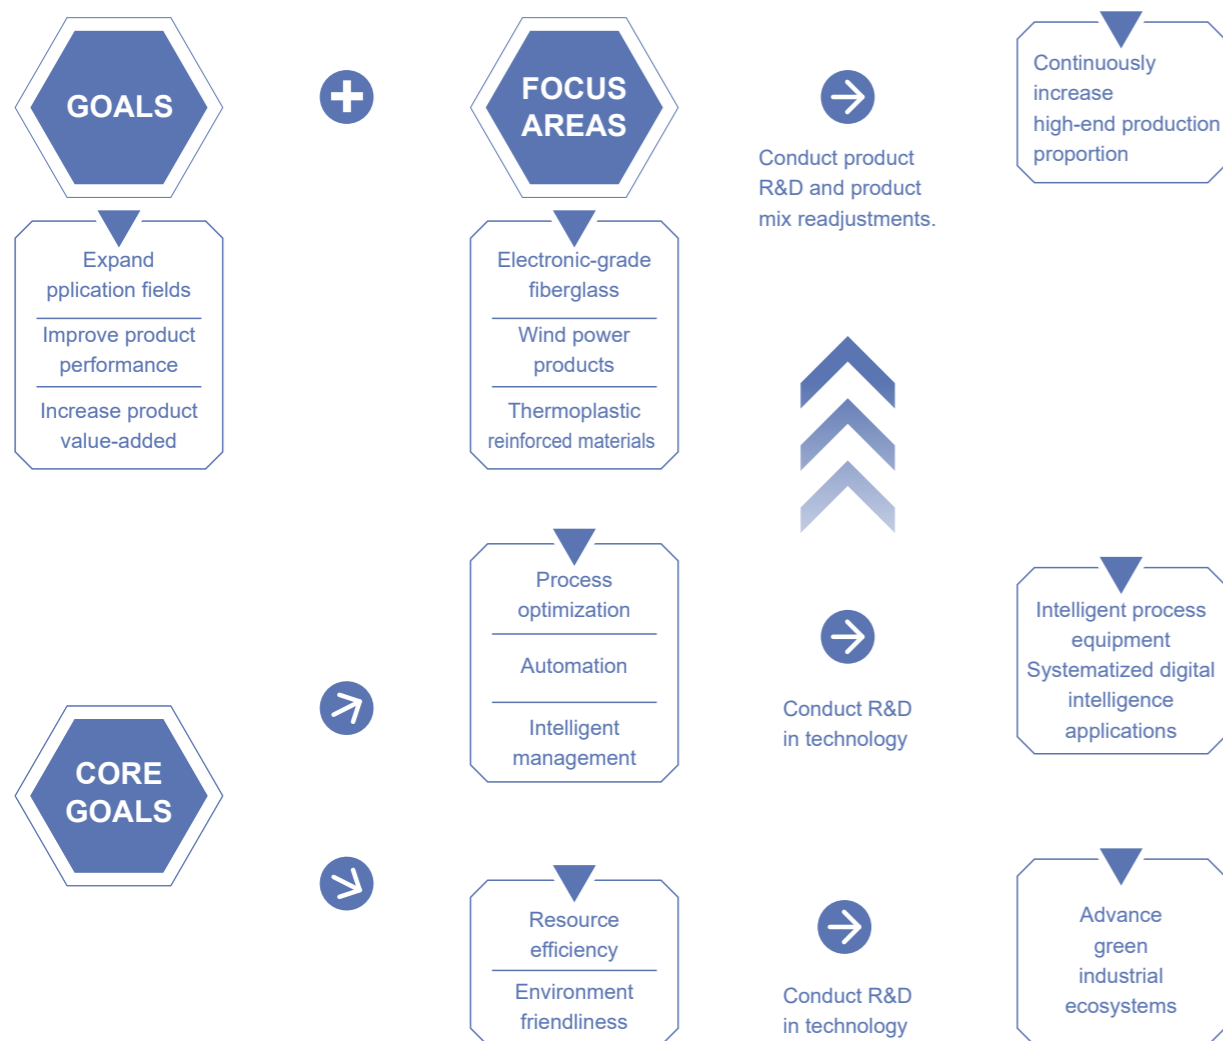 GOALS
FOCUS
AREAS
Conduct product
R&D and product
mix readjustments.
Continuously
increase
high-end production
proportion
Expand
pplication fields
Improve product
performance
Increase product
value-added
Electronic-grade
fiberglass
Wind power
products
Thermoplastic
reinforced materials
CORE
GOALS
Process
optimization
Automation
Intelligent
management
Conduct R&D
in technology
Intelligent process
equipment
Systematized digital
intelligence
applications
Resource
efficiency
Environment
friendliness
Conduct R&D
in technology
Advance
green
industrial
ecosystems